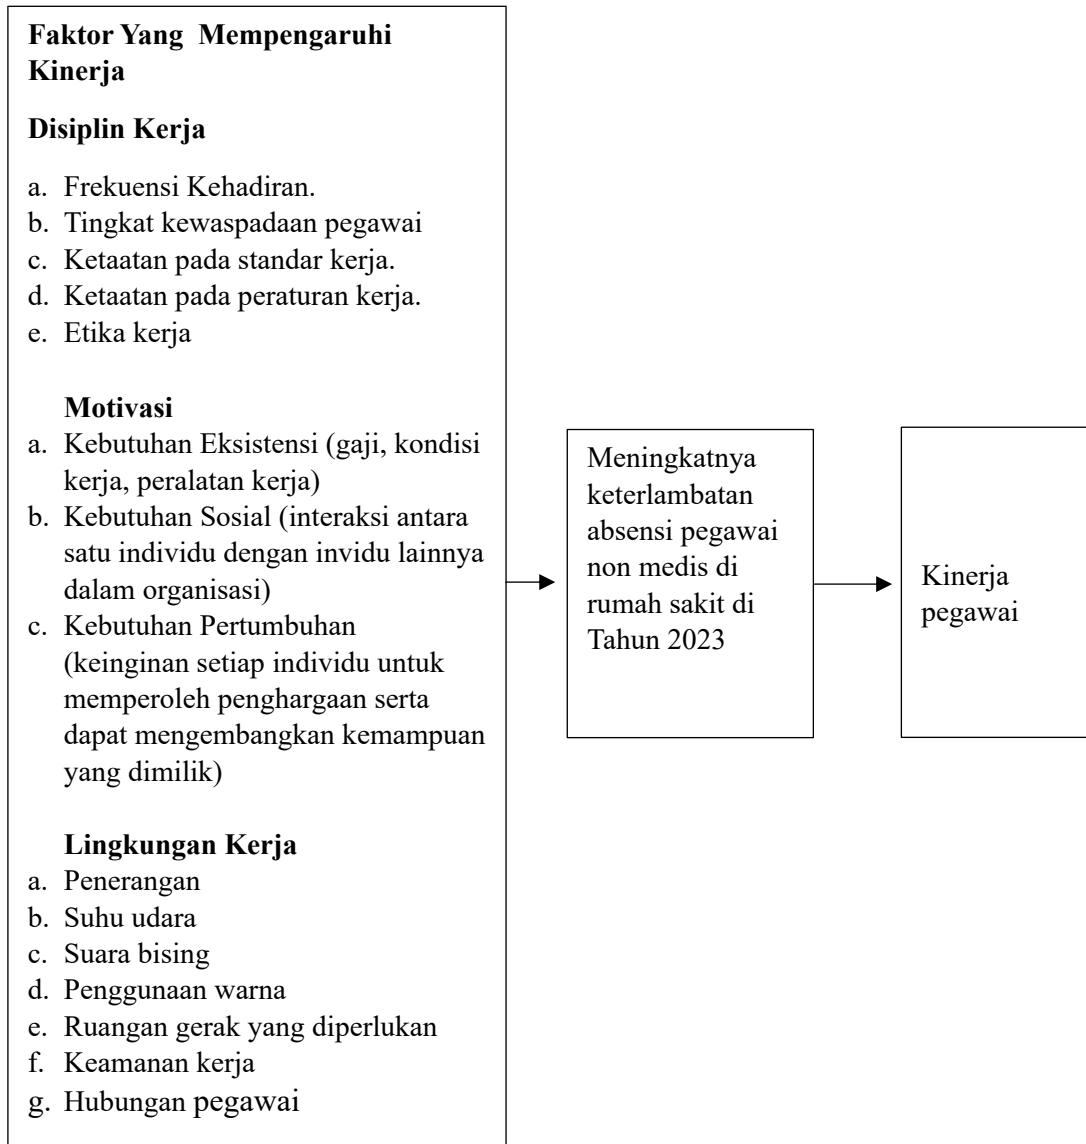 Faktor Yang Mempengaruhi
Kinerja
Disiplin Kerja
a. Frekuensi Kehadiran.
b. Tingkat kewaspadaan pegawai
c. Ketaatan pada standar kerja.
d. Ketaatan pada peraturan kerja.
e. Etika kerja
Motivasi
a. Kebutuhan Eksistensi (gaji, kondisi
kerja, peralatan kerja)
b. Kebutuhan Sosial (interaksi antara
satu individu dengan invidu lainnya
dalam organisasi)
c. Kebutuhan Pertumbuhan
(keinginan setiap individu untuk
memperoleh penghargaan serta
dapat mengembangkan kemampuan
yang dimilik)
Lingkungan Kerja
a. Penerangan
b. Suhu udara
c. Suara bising
d. Penggunaan warna
e. Ruangan gerak yang diperlukan
f. Keamanan kerja
g. Hubungan pegawai
Meningkatnya
keterlambatan
absensi pegawai
non medis di
rumah sakit di
Tahun 2023
Kinerja
pegawai